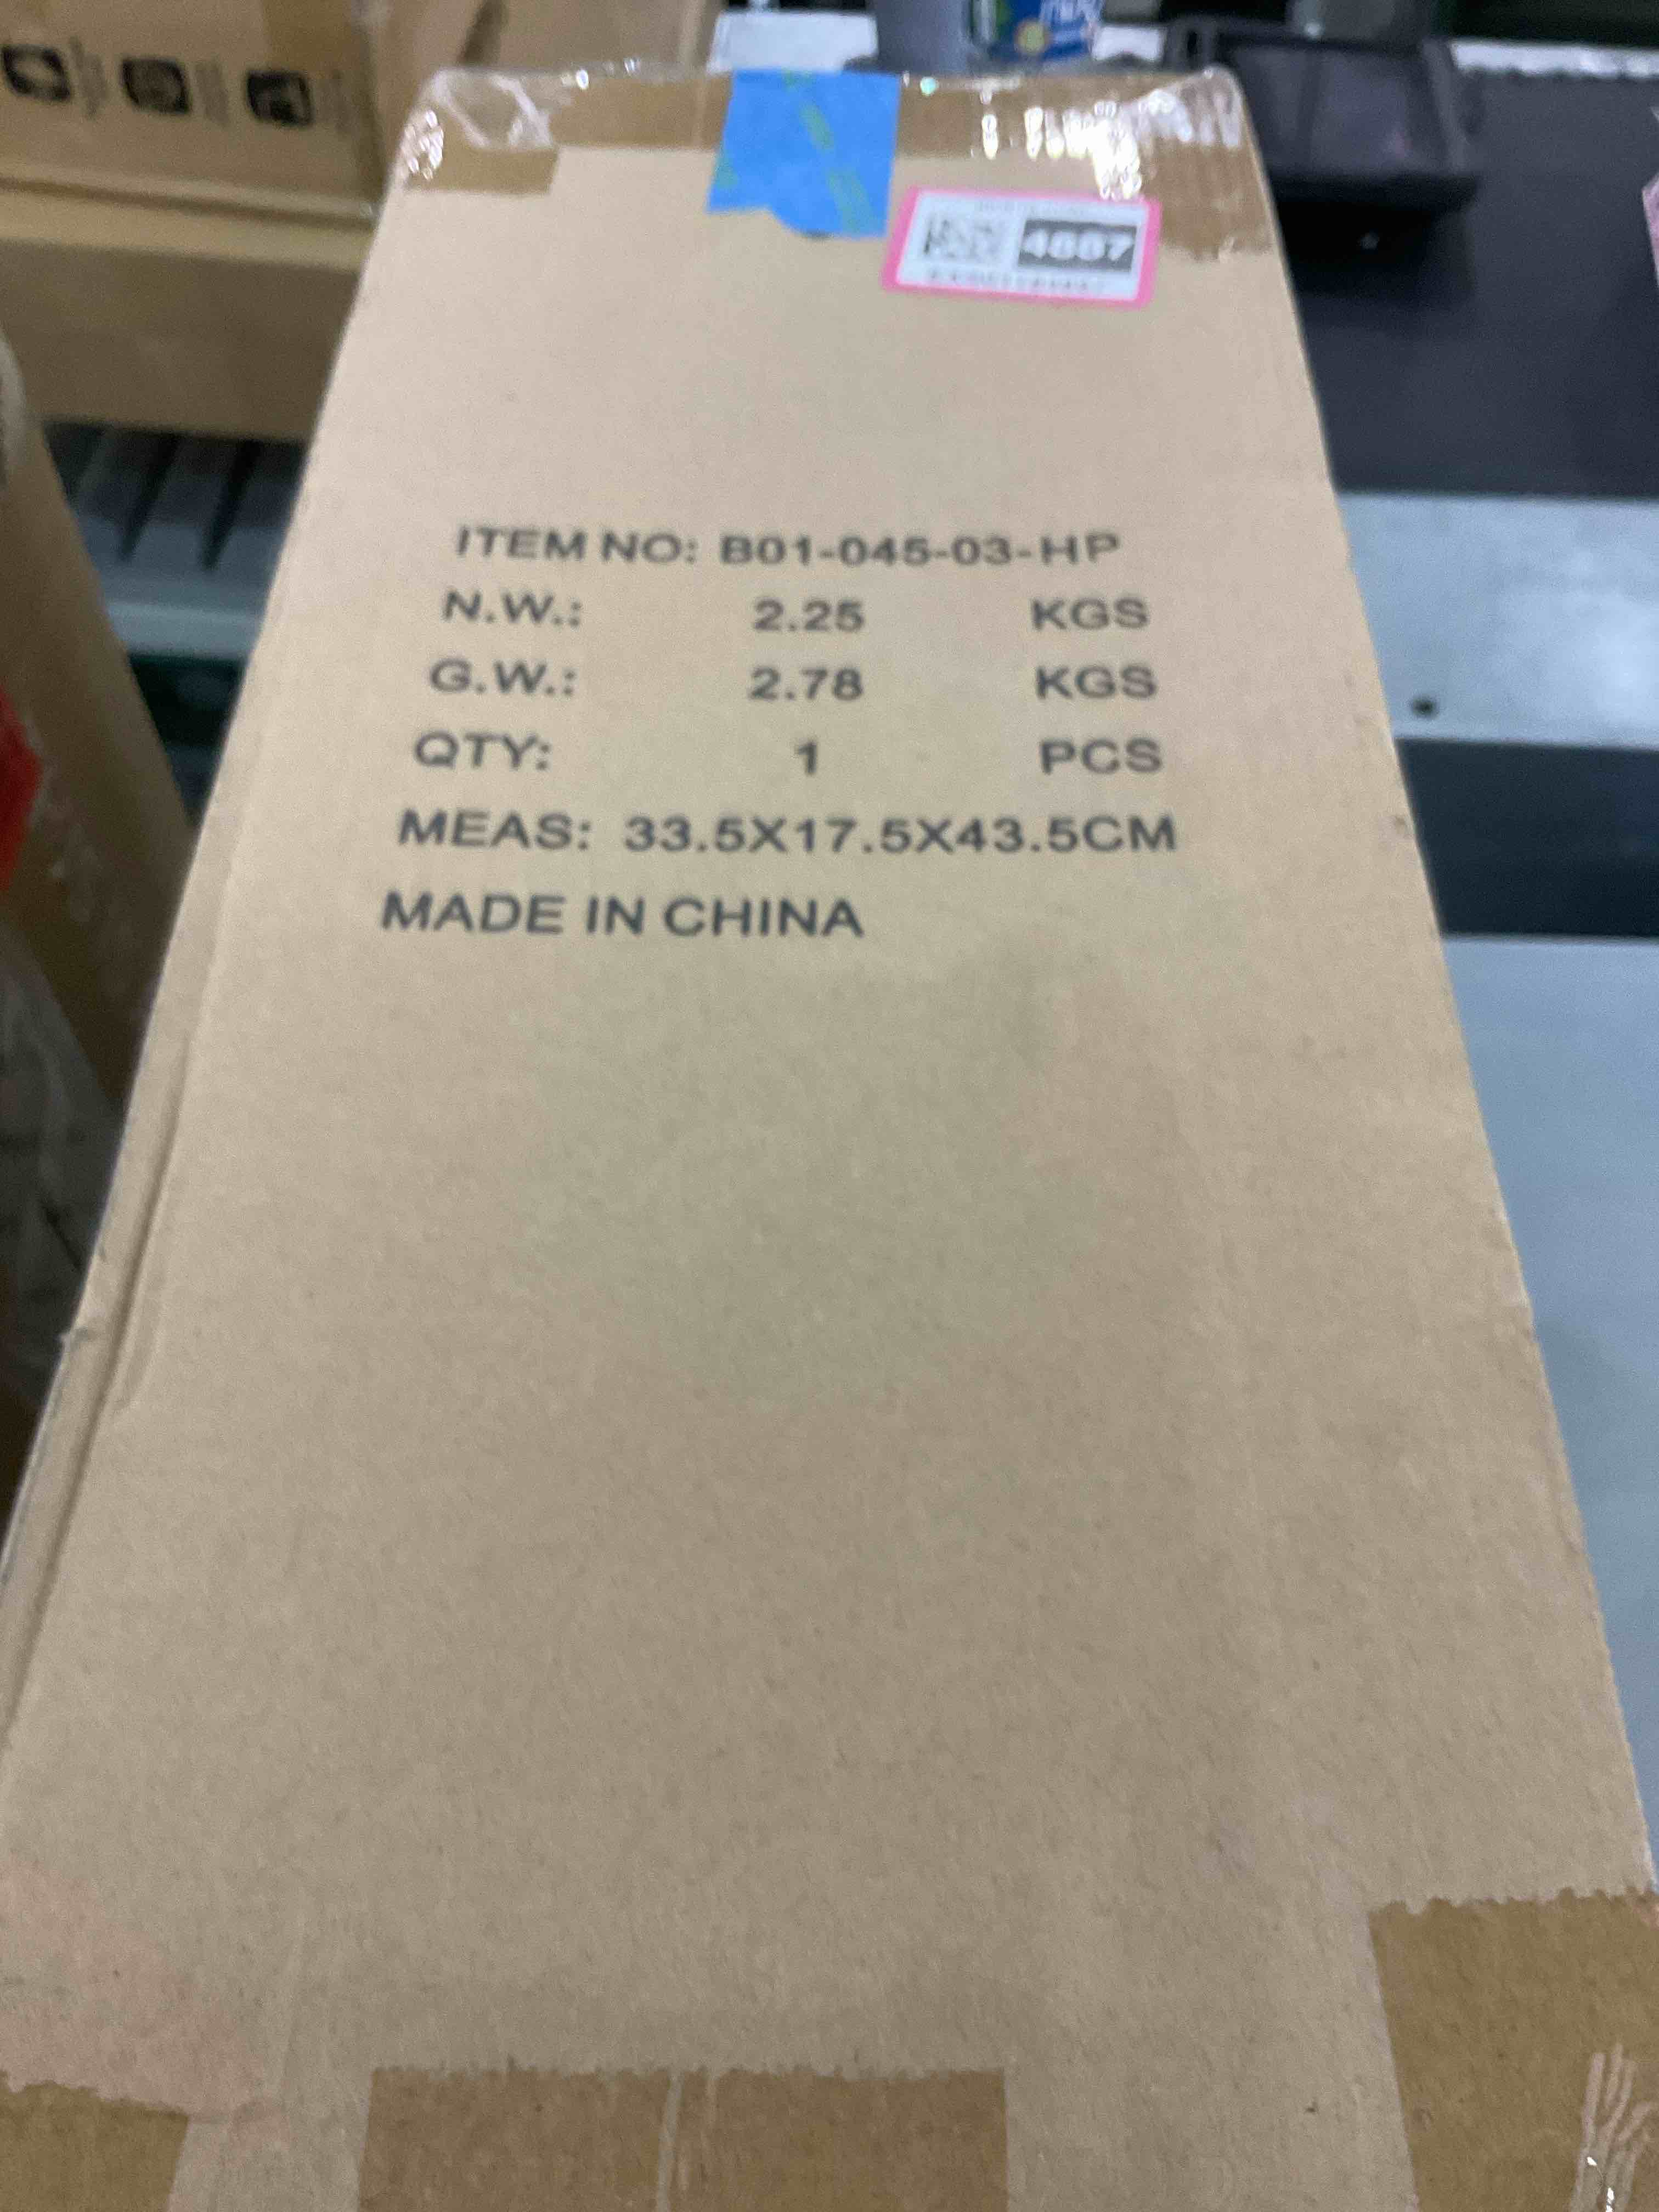 ITEM NO: B01-045-03-HP
N.W.: 2.25 KGS
G.W.: 2.78 KGS
QTY: 1 PCS
MEAS: 33.5X17.5X43.5CM
MADE IN CHINA